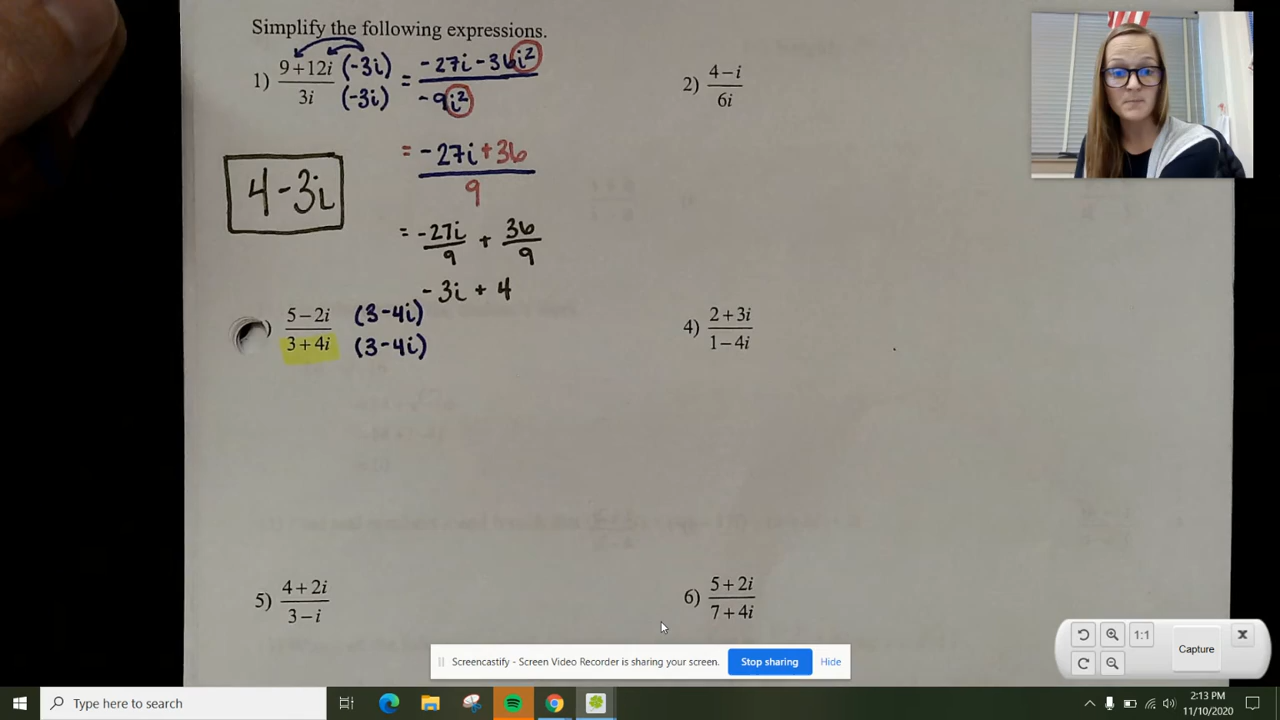 Simplify the following expressions.
1) 9+12i (-3i) = -27i - 36i²
3i (-3i) -9i²
= -27i + 36
9
4 - 3i
= -27i + 36
9 9
-3i + 4
2) 4-i
6i
) 5-2i (3-4i)
3+4i (3-4i)
4) 2+3i
1-4i
5) 4+2i
3-i
6) 5+2i
7+4i
Screencastify - Screen Video Recorder is sharing your screen. Stop sharing Hide
1:1 Capture
Type here to search
2:13 PM
11/10/2020